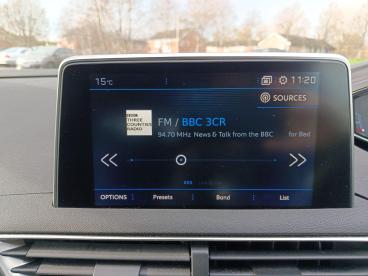 15°C 11:20
SOURCES
BBC
THREE
COUNTIES
RADIO
FM / BBC 3CR
94.70 MHz News & Talk from the BBC for Bed
OPTIONS Presets Band List